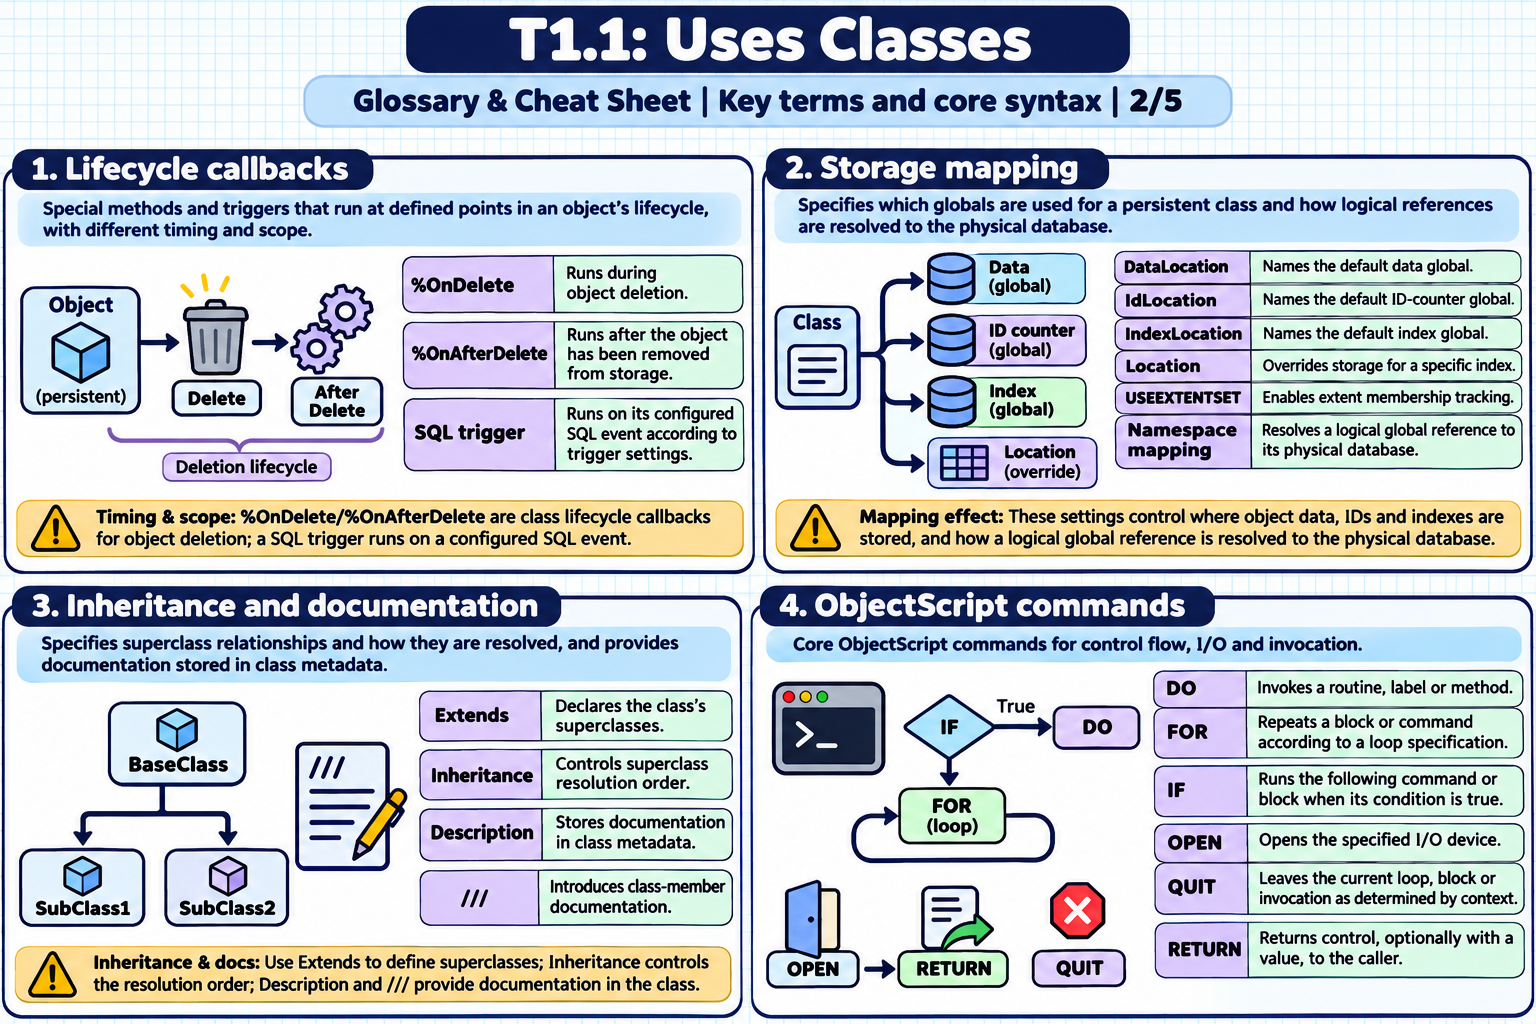 T1.1: Uses Classes
Glossary & Cheat Sheet | Key terms and core syntax | 2/5
1. Lifecycle callbacks
Special methods and triggers that run at defined points in an object's lifecycle,
with different timing and scope.
Object
(persistent)
Delete
After
Delete
Deletion lifecycle
%OnDelete
Runs during
object deletion.
%OnAfterDelete
Runs after the object
has been removed
from storage.
SQL trigger
Runs on its configured
SQL event according to
trigger settings.
Timing & scope: %OnDelete/%OnAfterDelete are class lifecycle callbacks
for object deletion; a SQL trigger runs on a configured SQL event.
2. Storage mapping
Specifies which globals are used for a persistent class and how logical references
are resolved to the physical database.
Class
Data
(global)
ID counter
(global)
Index
(global)
Location
(override)
DataLocation
Names the default data global.
IdLocation
Names the default ID-counter global.
IndexLocation
Names the default index global.
Location
Overrides storage for a specific index.
USEEXTENTSET
Enables extent membership tracking.
Namespace
mapping
Resolves a logical global reference to
its physical database.
Mapping effect: These settings control where object data, IDs and indexes are
stored, and how a logical global reference is resolved to the physical database.
3. Inheritance and documentation
Specifies superclass relationships and how they are resolved, and provides
documentation stored in class metadata.
BaseClass
SubClass1
SubClass2
///
Extends
Declares the class's
superclasses.
Inheritance
Controls superclass
resolution order.
Description
Stores documentation
in class metadata.
///
Introduces class-member
documentation.
Inheritance & docs: Use Extends to define superclasses; Inheritance controls
the resolution order; Description and /// provide documentation in the class.
4. ObjectScript commands
Core ObjectScript commands for control flow, I/O and invocation.
>_
IF
True
DO
FOR
(loop)
OPEN
RETURN
QUIT
DO
Invokes a routine, label or method.
FOR
Repeats a block or command
according to a loop specification.
IF
Runs the following command or
block when its condition is true.
OPEN
Opens the specified I/O device.
QUIT
Leaves the current loop, block or
invocation as determined by context.
RETURN
Returns control, optionally with a
value, to the caller.